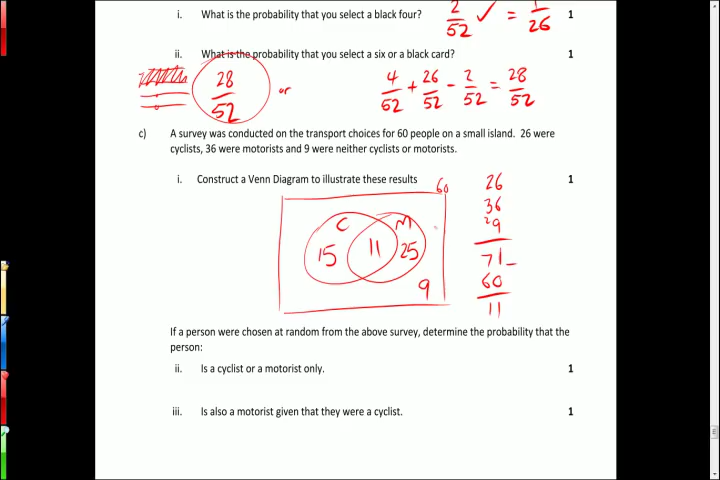 i. What is the probability that you select a black four? 2/52 ✓ = 1/26 1
ii. What is the probability that you select a six or a black card? 1
28/52 or 4/52 + 26/52 - 2/52 = 28/52
c) A survey was conducted on the transport choices for 60 people on a small island. 26 were
cyclists, 36 were motorists and 9 were neither cyclists or motorists.
i. Construct a Venn Diagram to illustrate these results 1
60
C M
15 11 25
9
26
36
29
71-
60
11
If a person were chosen at random from the above survey, determine the probability that the
person:
ii. Is a cyclist or a motorist only. 1
iii. Is also a motorist given that they were a cyclist. 1